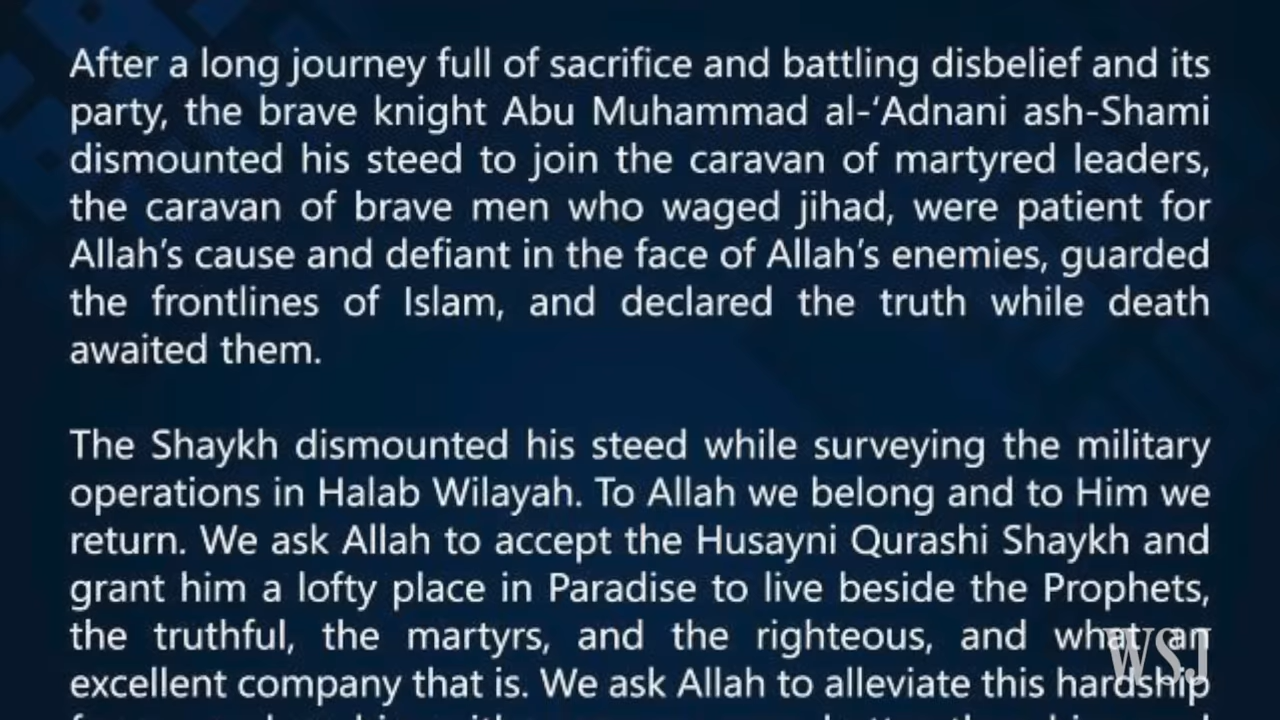 After a long journey full of sacrifice and battling disbelief and its
party, the brave knight Abu Muhammad al-‘Adnani ash-Shami
dismounted his steed to join the caravan of martyred leaders,
the caravan of brave men who waged jihad, were patient for
Allah’s cause and defiant in the face of Allah’s enemies, guarded
the frontlines of Islam, and declared the truth while death
awaited them.
The Shaykh dismounted his steed while surveying the military
operations in Halab Wilayah. To Allah we belong and to Him we
return. We ask Allah to accept the Husayni Qurashi Shaykh and
grant him a lofty place in Paradise to live beside the Prophets,
the truthful, the martyrs, and the righteous, and what an
excellent company that is. We ask Allah to alleviate this hardship
WSJ